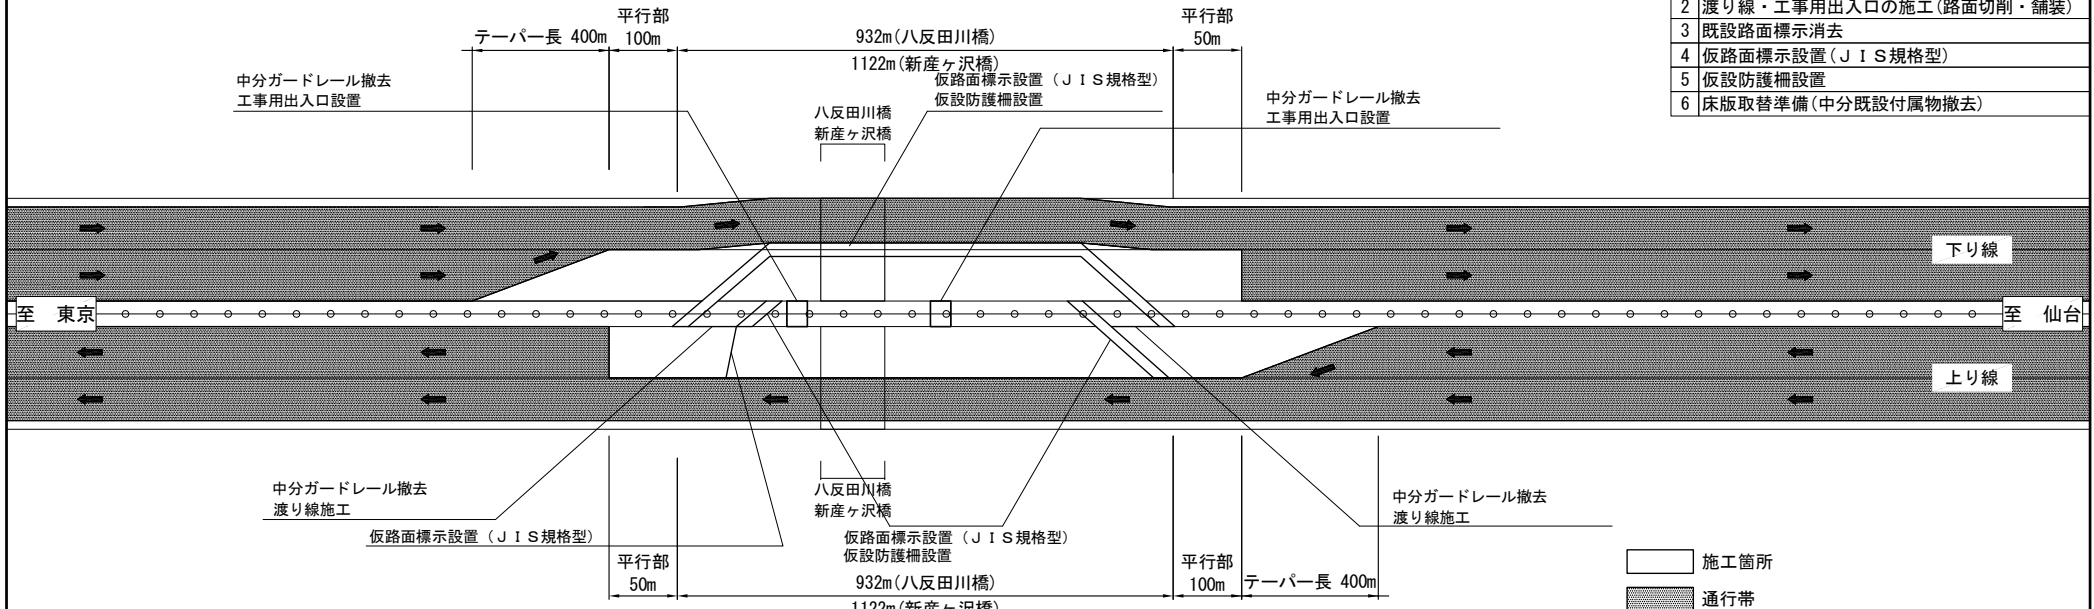 2 渡り線・工事用出入口の施工(路面切削・舗装)
3 既設路面標示消去
4 仮路面標示設置(ＪＩＳ規格型)
5 仮設防護柵設置
6 床版取替準備(中分既設付属物撤去)
テーパー長 400m
平行部
100m
932m(八反田川橋)
1122m(新産ヶ沢橋)
平行部
50m
中分ガードレール撤去
工事用出入口設置
八反田川橋
新産ヶ沢橋
仮路面標示設置（ＪＩＳ規格型）
仮設防護柵設置
中分ガードレール撤去
工事用出入口設置
下り線
至　東京
至　仙台
上り線
中分ガードレール撤去
渡り線施工
仮路面標示設置（ＪＩＳ規格型）
八反田川橋
新産ヶ沢橋
仮路面標示設置（ＪＩＳ規格型）
仮設防護柵設置
中分ガードレール撤去
渡り線施工
平行部
50m
932m(八反田川橋)
1122m(新産ヶ沢橋)
平行部
100m
テーパー長 400m
施工箇所
通行帯